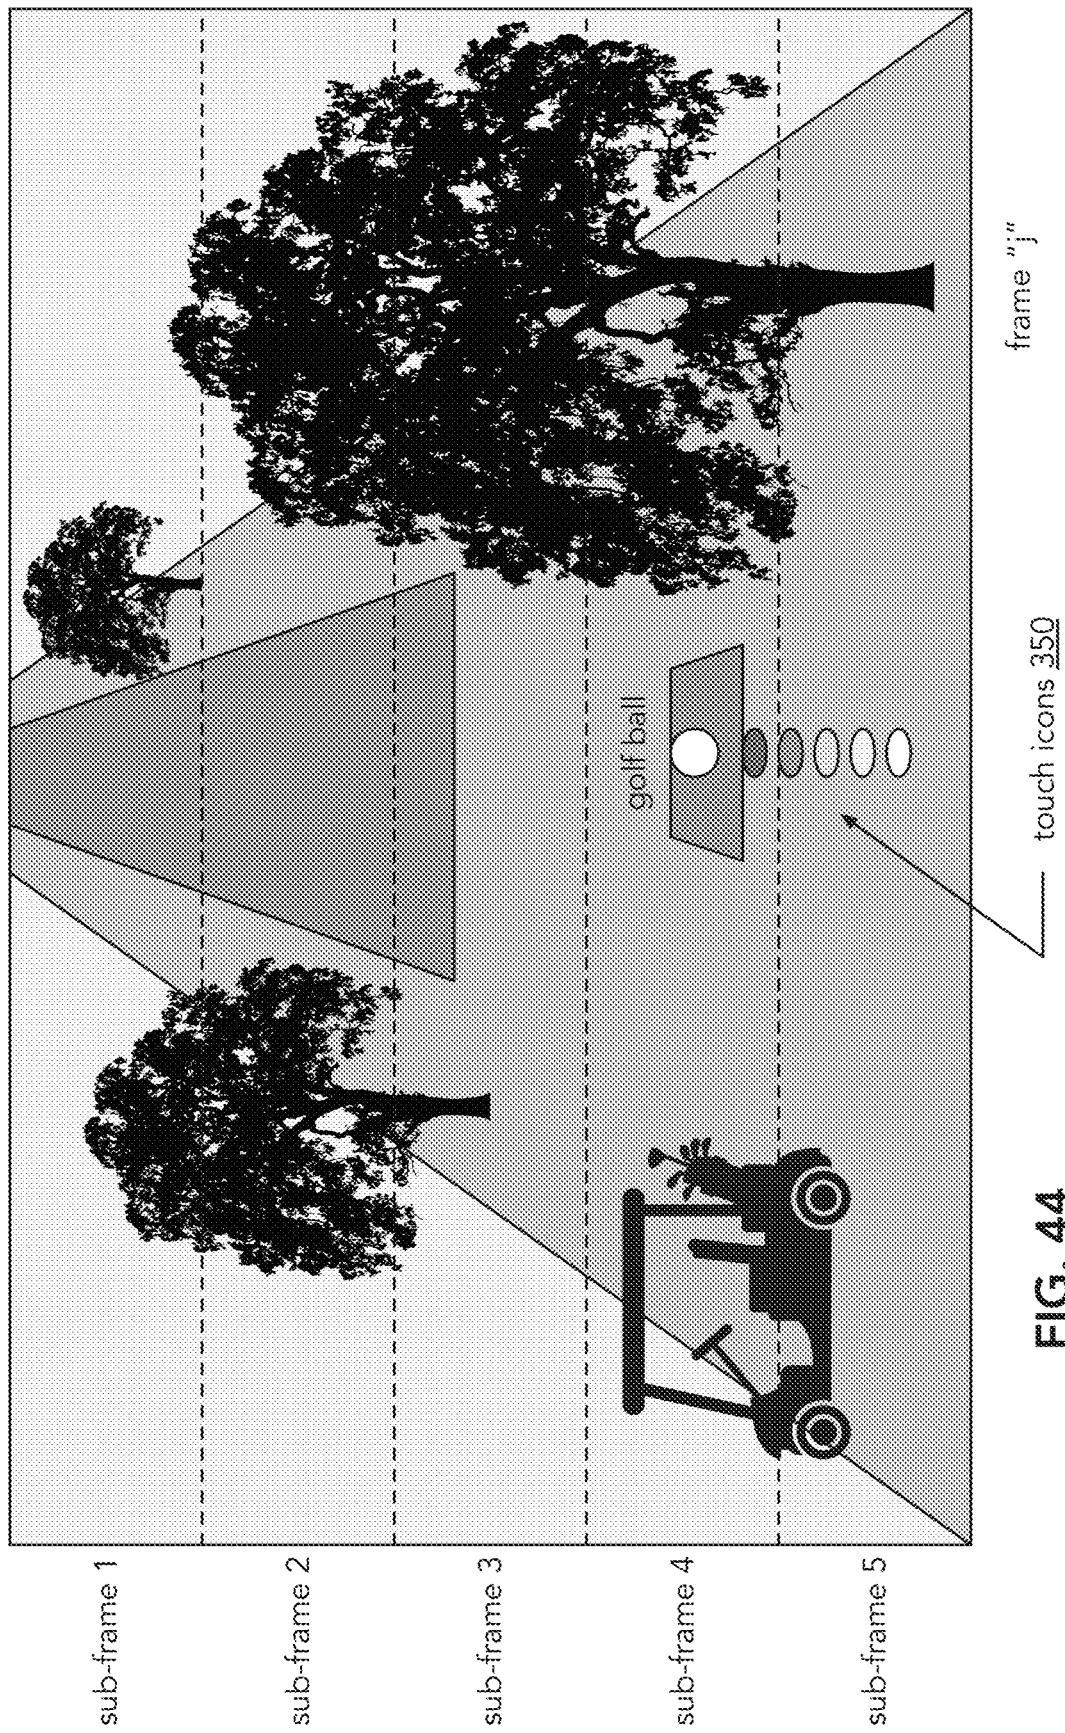 sub-frame 1
sub-frame 2
sub-frame 3
sub-frame 4
sub-frame 5
golf ball
touch icons 350
frame "j"
FIG. 44